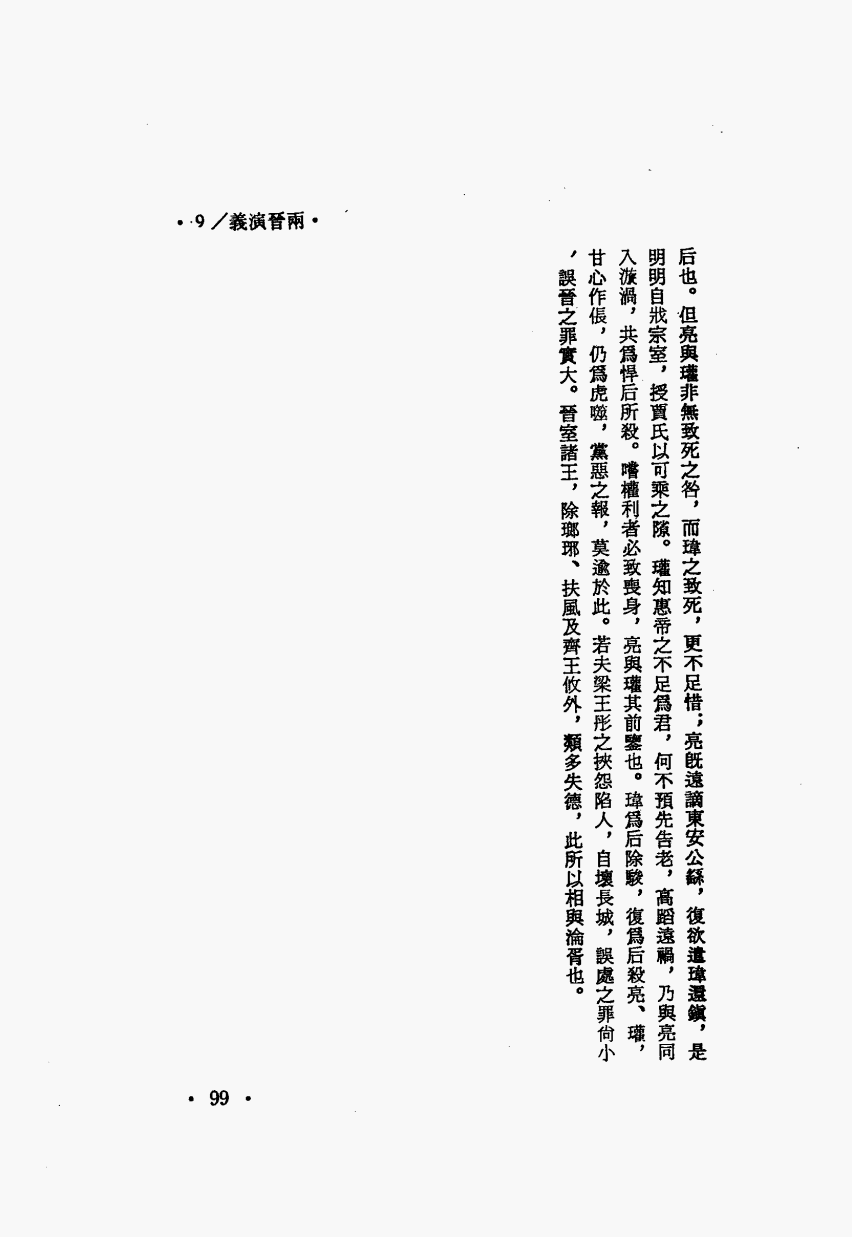 •兩晉演義／9•
后也。但亮與瓘非無致死之咎，而瑋之致死，更不足惜；亮既遠謫東安公繇，復欲遣瑋還鎭，是
明明自戕宗室，授賈氏以可乘之隙。瓘知惠帝之不足爲君，何不預先告老，高蹈遠禍，乃與亮同
入漩渦，共爲悍后所殺。嗜權利者必致喪身，亮與瓘其前鑒也。瑋爲后除駿，復爲后殺亮、瓘，
甘心作倀，仍爲虎噬，黨惡之報，莫逾於此。若夫梁王肜之挾怨陷人，自壞長城，誤處之罪尙小
，誤晉之罪實大。晉室諸王，除瑯琊、扶風及齊王攸外，類多失德，此所以相與淪胥也。
• 99 •